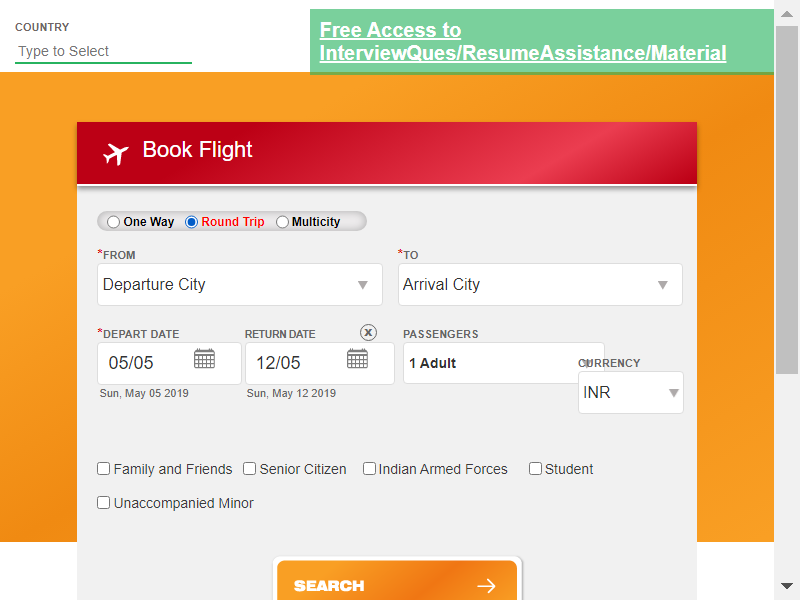 COUNTRY
Type to Select
Free Access to
InterviewQues/ResumeAssistance/Material
Book Flight
One Way Round Trip Multicity
*FROM *TO
Departure City Arrival City
*DEPART DATE RETURN DATE X PASSENGERS
05/05 12/05 1 Adult
CURRENCY
INR
Sun, May 05 2019 Sun, May 12 2019
Family and Friends Senior Citizen Indian Armed Forces Student
Unaccompanied Minor
SEARCH